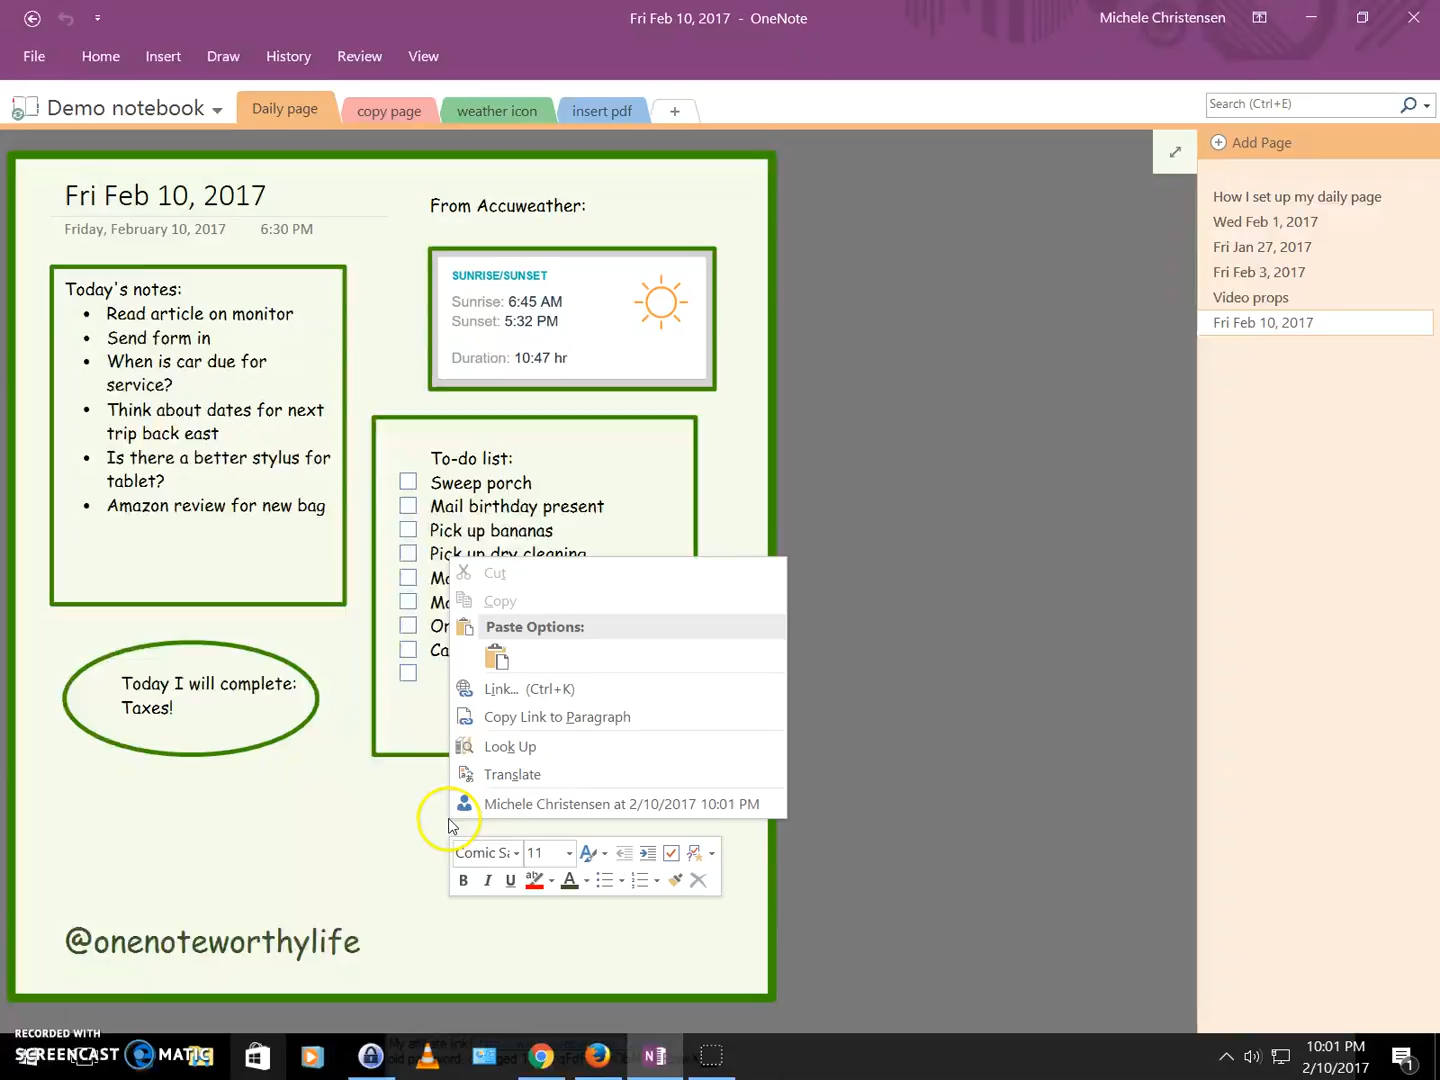 Fri Feb 10, 2017 - OneNote
Michele Christensen
File Home Insert Draw History Review View
Demo notebook
Daily page
copy page
weather icon
insert pdf
Search (Ctrl+E)
Add Page
How I set up my daily page
Wed Feb 1, 2017
Fri Jan 27, 2017
Fri Feb 3, 2017
Video props
Fri Feb 10, 2017
Fri Feb 10, 2017
Friday, February 10, 2017 6:30 PM
From Accuweather:
SUNRISE/SUNSET
Sunrise: 6:45 AM
Sunset: 5:32 PM
Duration: 10:47 hr
Today's notes:
Read article on monitor
Send form in
When is car due for
service?
Think about dates for next
trip back east
Is there a better stylus for
tablet?
Amazon review for new bag
To-do list:
Sweep porch
Mail birthday present
Pick up bananas
Pick up dry cleaning
Today I will complete:
Taxes!
Cut
Copy
Paste Options:
Link... (Ctrl+K)
Copy Link to Paragraph
Look Up
Translate
Michele Christensen at 2/10/2017 10:01 PM
11
B I U
@onenoteworthylife
RECORDED WITH
SCREENCAST MATIC
10:01 PM
2/10/2017
1